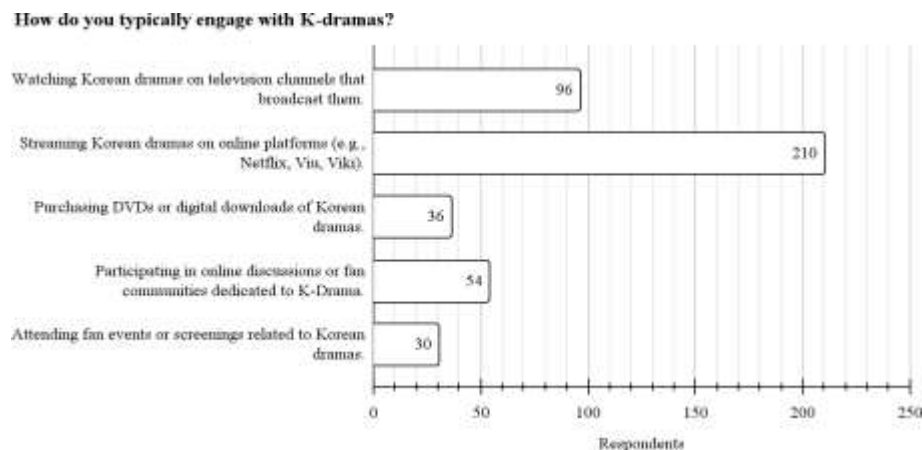 How do you typically engage with K-dramas?
Watching Korean dramas on television channels that
broadcast them.
96
Streaming Korean dramas on online platforms (e.g.,
Netflix, Viu, Viki).
210
Purchasing DVDs or digital downloads of Korean
dramas.
36
Participating in online discussions or fan
communities dedicated to K-Drama.
54
Attending fan events or screenings related to Korean
dramas.
30
0 50 100 150 200 250
Respondents